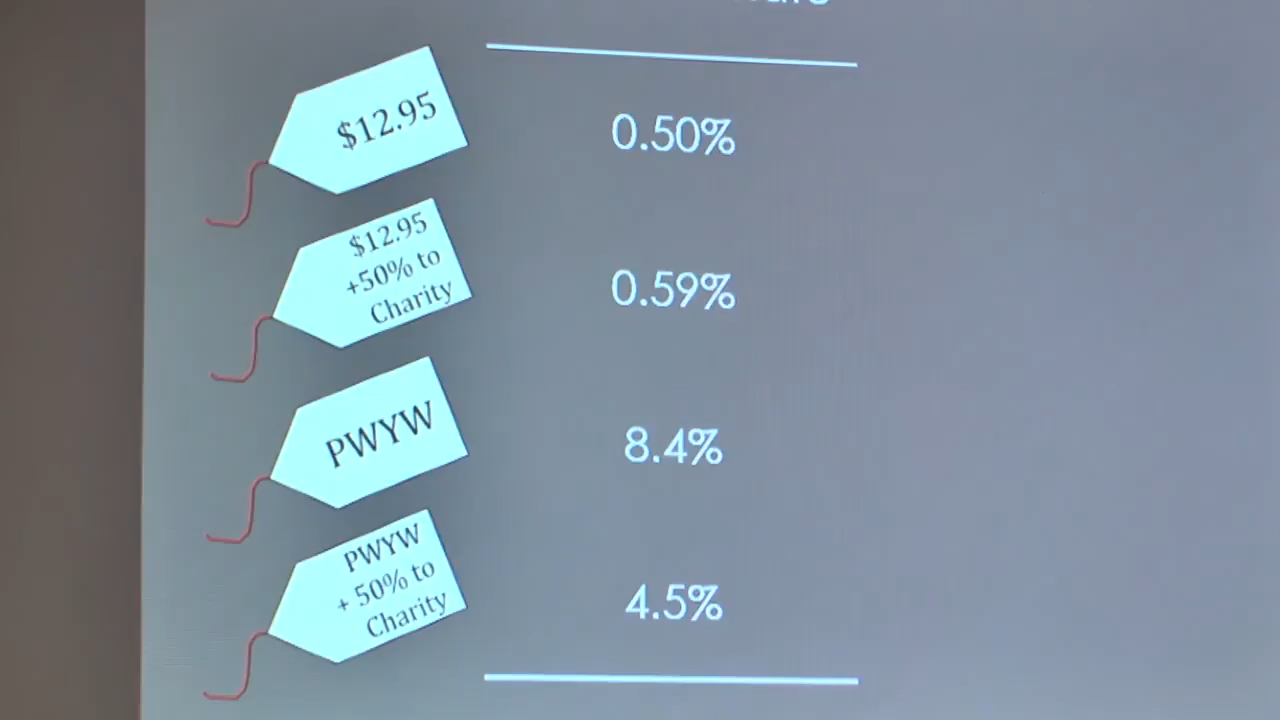 $12.95
0.50%
$12.95
+50% to
Charity
0.59%
PWYW
8.4%
PWYW
+ 50% to
Charity
4.5%